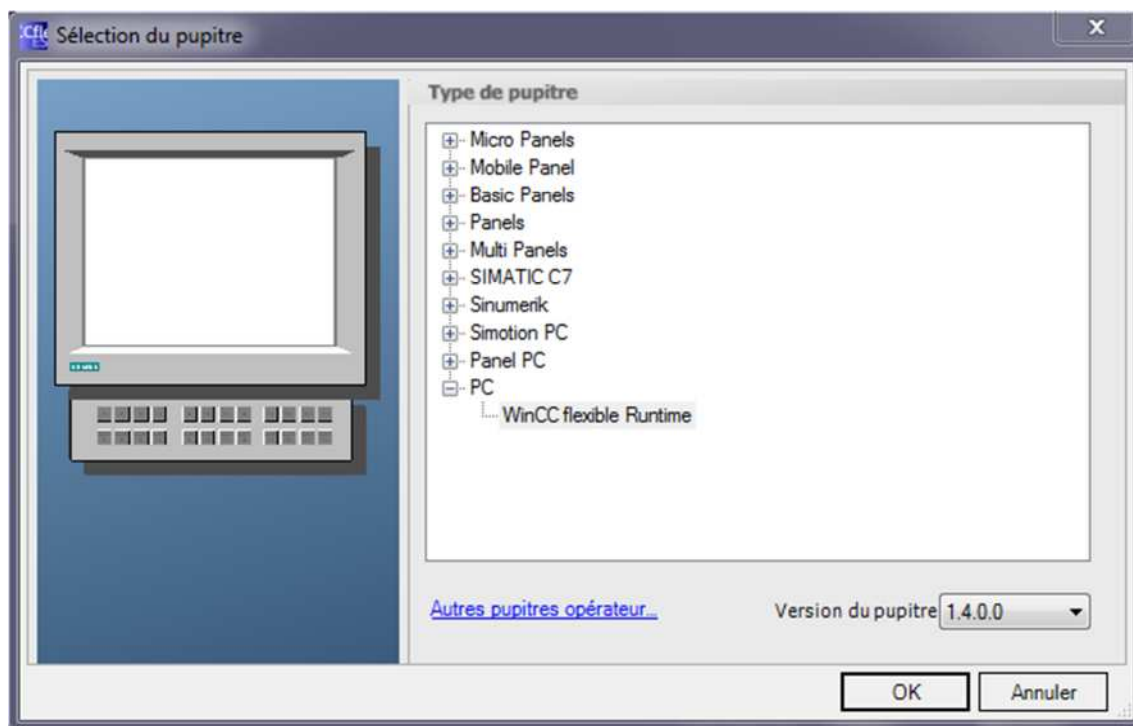 Sélection du pupitre
Type de pupitre
Micro Panels
Mobile Panel
Basic Panels
Panels
Multi Panels
SIMATIC C7
Sinumerik
Simotion PC
Panel PC
PC
WinCC flexible Runtime
Autres pupitres opérateur...
Version du pupitre 1.4.0.0
OK Annuler